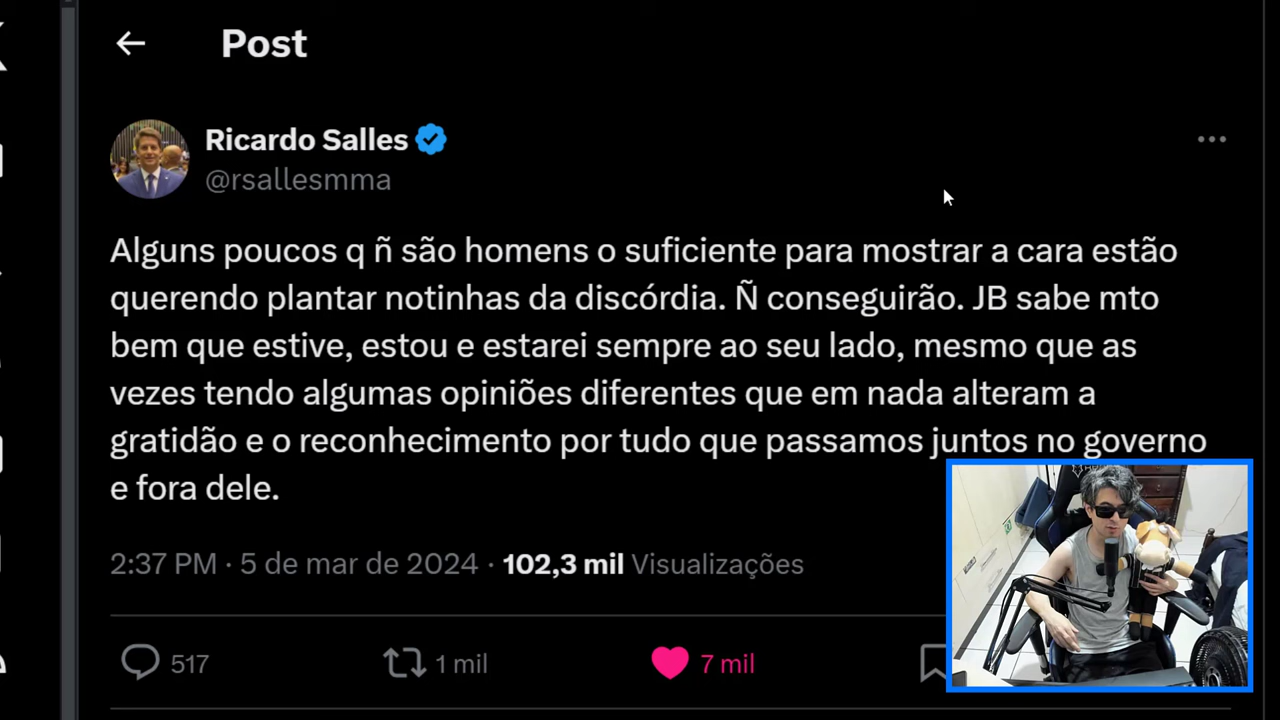 Post
Ricardo Salles
@rsallesmma
Alguns poucos q ñ são homens o suficiente para mostrar a cara estão
querendo plantar notinhas da discórdia. Ñ conseguirão. JB sabe mto
bem que estive, estou e estarei sempre ao seu lado, mesmo que as
vezes tendo algumas opiniões diferentes que em nada alteram a
gratidão e o reconhecimento por tudo que passamos juntos no governo
e fora dele.
2:37 PM · 5 de mar de 2024 · 102,3 mil Visualizações
517 1 mil 7 mil